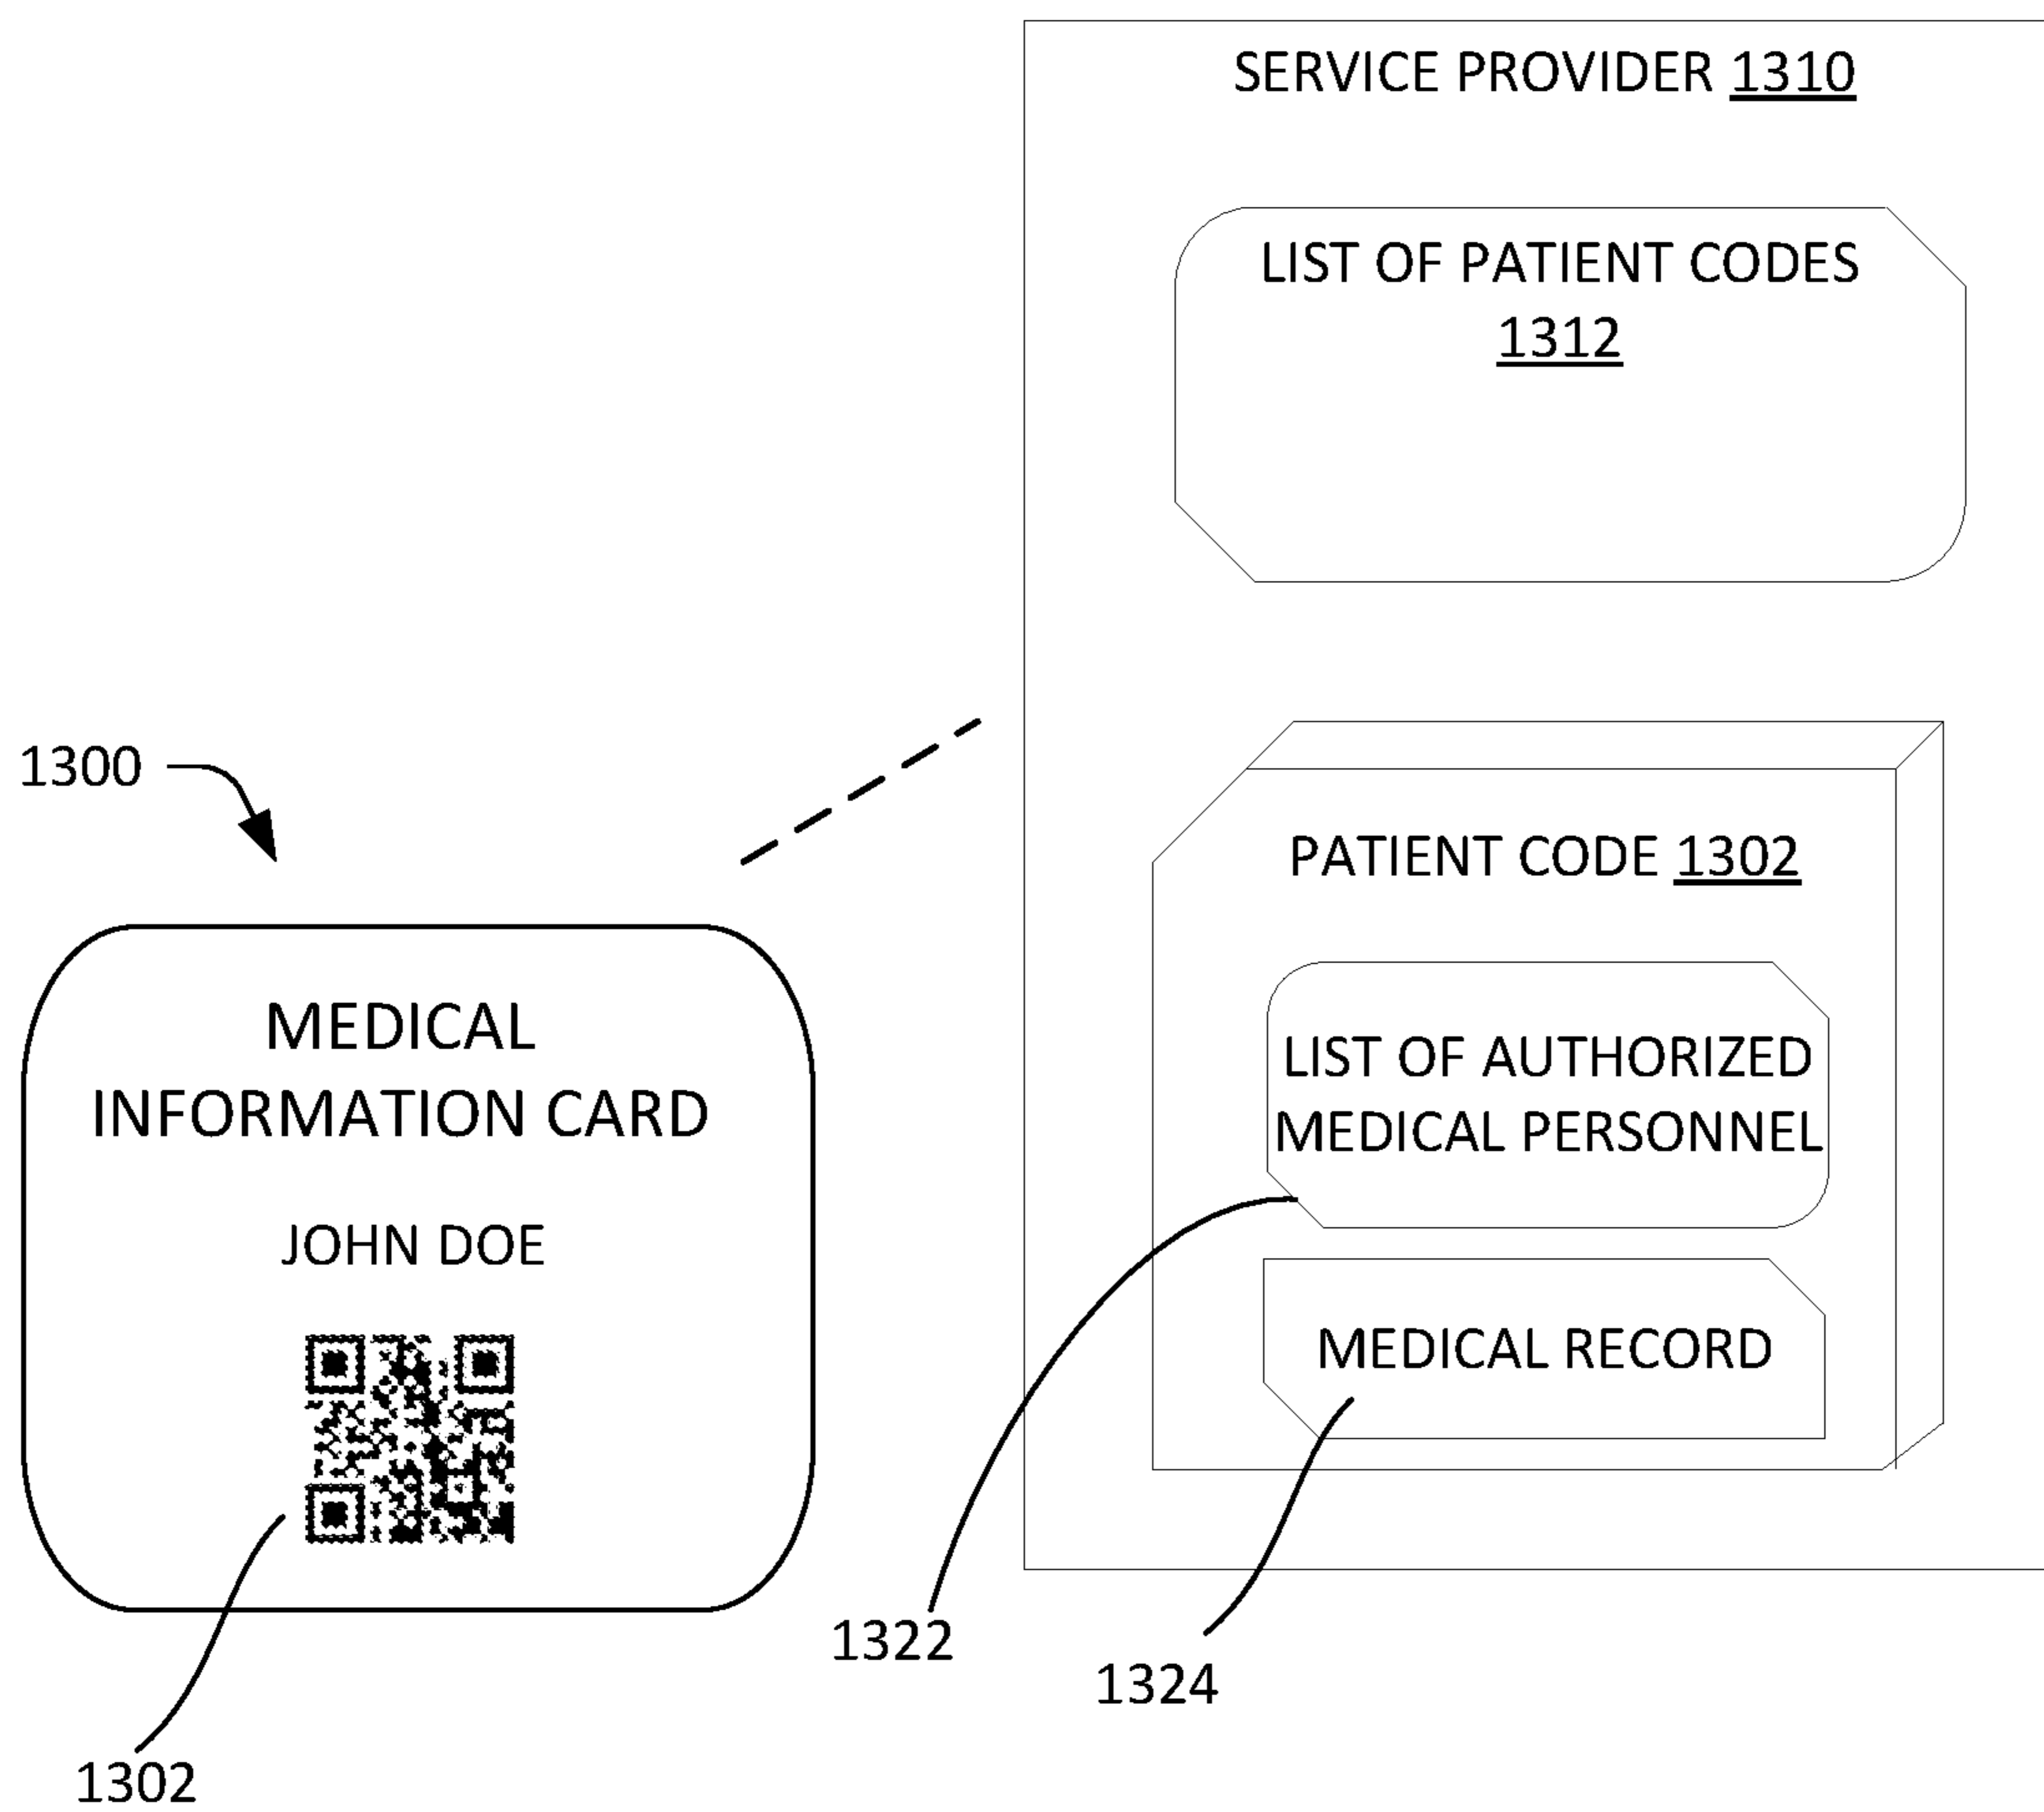 SERVICE PROVIDER 1310
LIST OF PATIENT CODES
1312
1300
PATIENT CODE 1302
MEDICAL
INFORMATION CARD
JOHN DOE
LIST OF AUTHORIZED
MEDICAL PERSONNEL
MEDICAL RECORD
1322
1324
1302